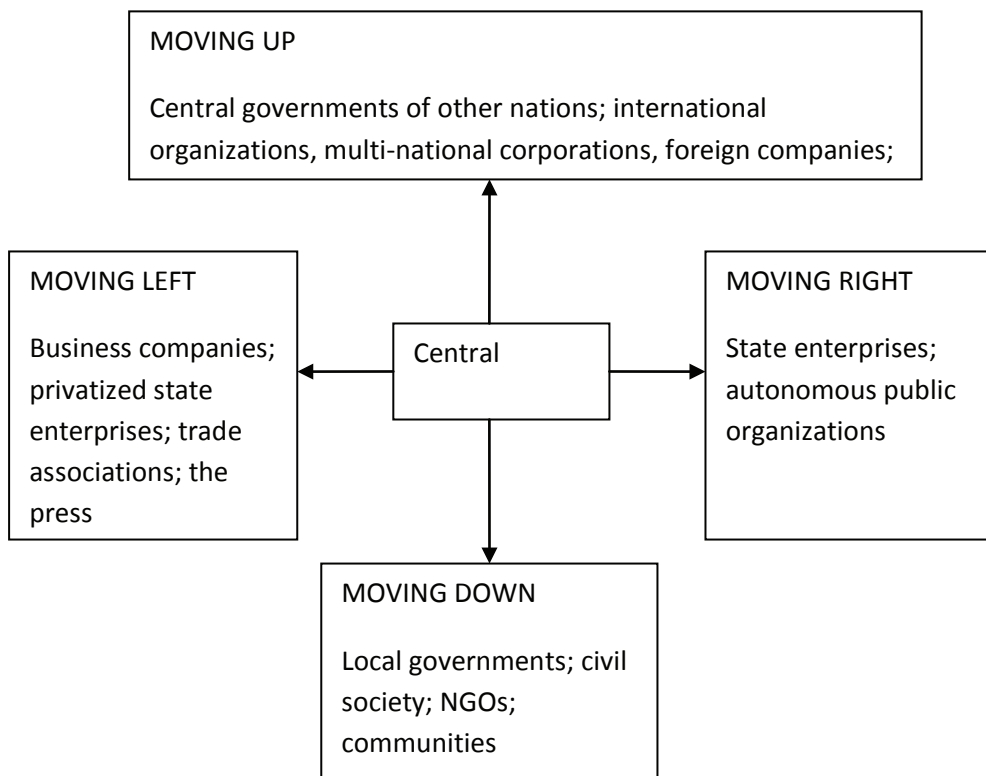 MOVING UP
Central governments of other nations; international
organizations, multi-national corporations, foreign companies;
MOVING LEFT
Business companies;
privatized state
enterprises; trade
associations; the
press
Central
MOVING RIGHT
State enterprises;
autonomous public
organizations
MOVING DOWN
Local governments; civil
society; NGOs;
communities